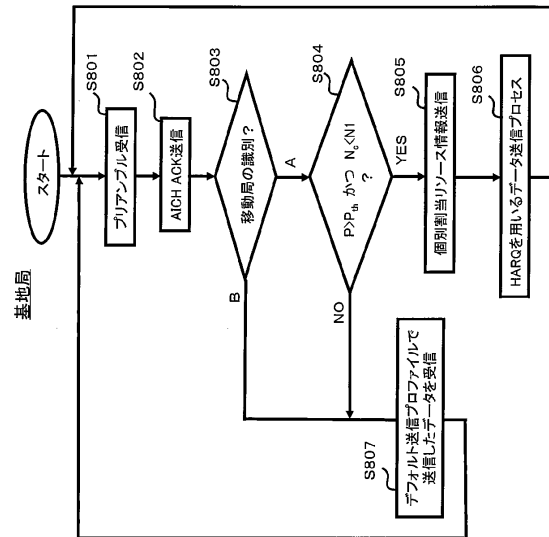 基地局
スタート
S801
プリアンブル受信
S802
AICH ACK送信
S803
移動局の識別？
A
B
S804
P>Pth かつ Nc<N1
？
YES
NO
S805
個別割当リソース情報送信
S806
HARQを用いるデータ送信プロセス
S807
デフォルト送信プロファイルで
送信したデータを受信